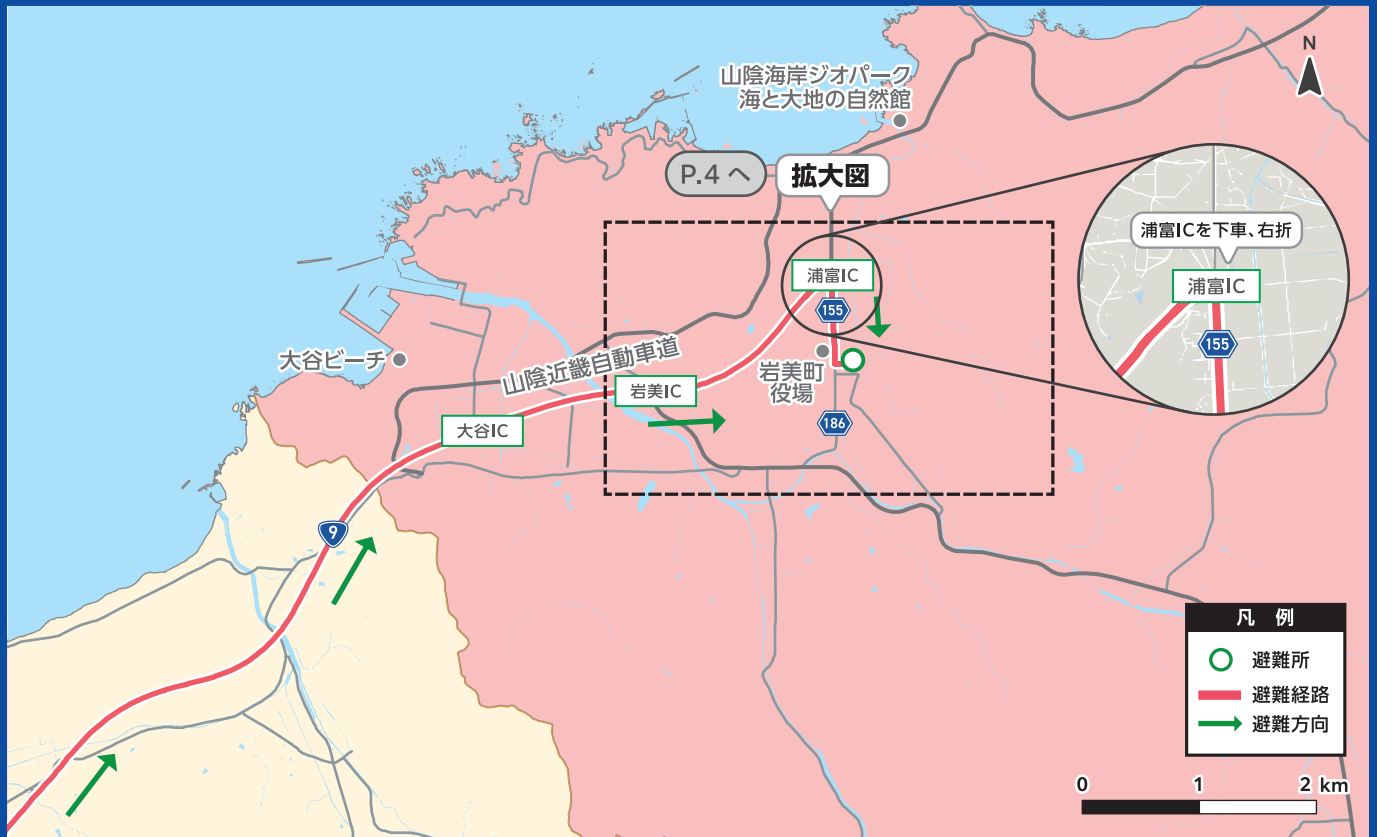 N
山陰海岸ジオパーク
海と大地の自然館
P.4 へ
拡大図
浦富ICを下車、右折
浦富IC
155
浦富IC
155
大谷ビーチ
山陰近畿自動車道
岩美町
役場
岩美IC
大谷IC
186
9
凡 例
避難所
避難経路
避難方向
0 1 2 km